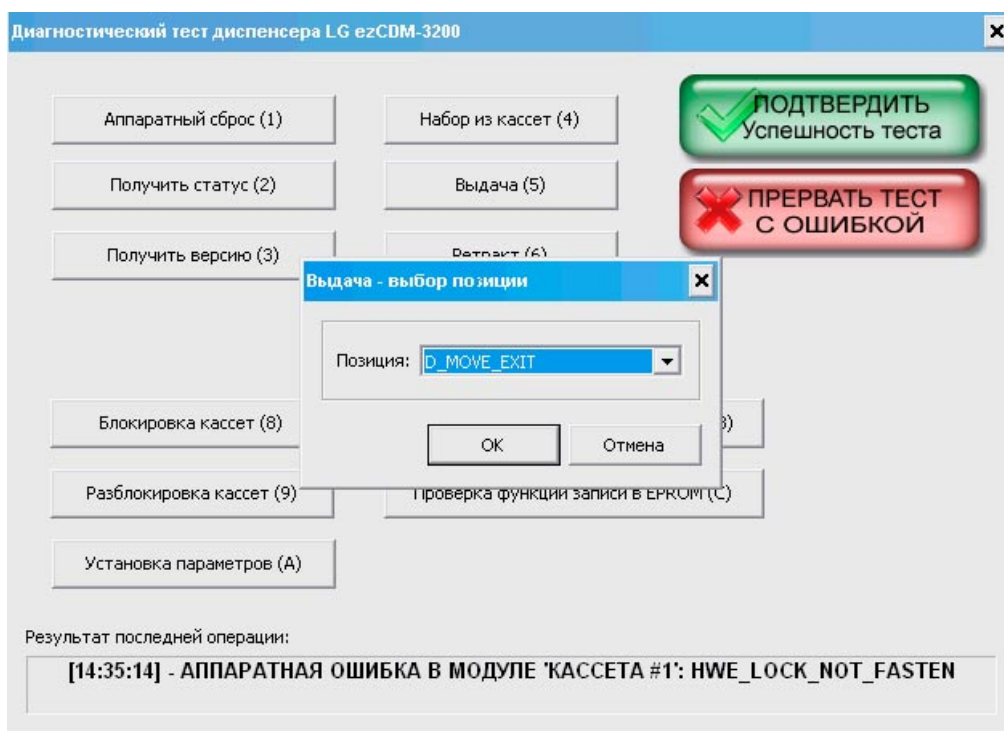 Диагностический тест диспенсера LG ezCDM-3200
Аппаратный сброс (1)
Набор из кассет (4)
ПОДТВЕРДИТЬ
Успешность теста
Получить статус (2)
Выдача (5)
ПРЕРВАТЬ ТЕСТ
С ОШИБКОЙ
Получить версию (3)
Ретракт (6)
Выдача - выбор позиции
Позиция: D_MOVE_EXIT
Блокировка кассет (8)
OK
Отмена
Разблокировка кассет (9)
Проверка функции записи в EPROM (C)
Установка параметров (A)
Результат последней операции:
[14:35:14] - АППАРАТНАЯ ОШИБКА В МОДУЛЕ 'КАССЕТА #1': HWE_LOCK_NOT_FASTEN